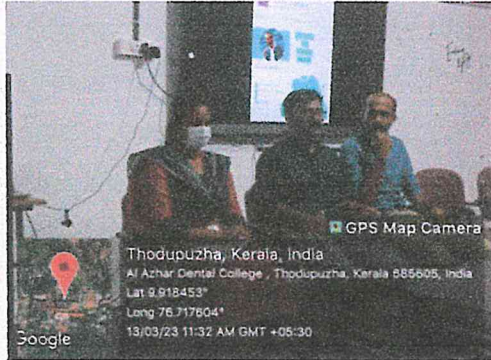 GPS Map Camera
Thodupuzha, Kerala, India
Al Azhar Dental College , Thodupuzha, Kerala 685605, India
Lat 9.918453°
Long 76.717604°
13/03/23 11:32 AM GMT +05:30
Google